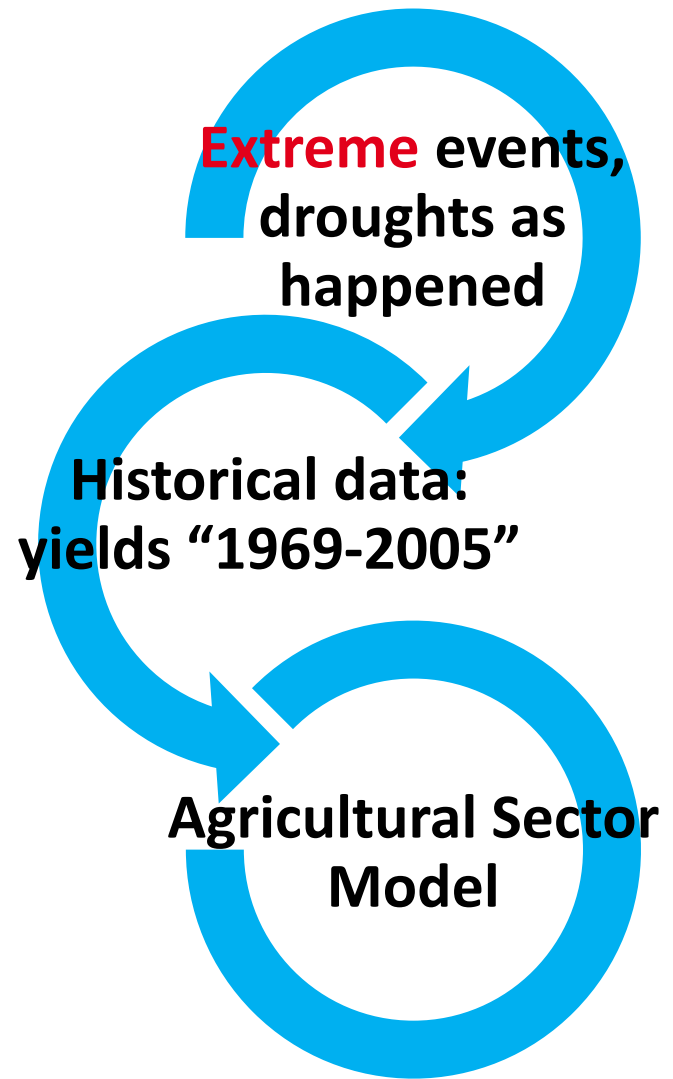 Extreme events,
droughts as
happened
Historical data:
yields “1969-2005”
Agricultural Sector
Model